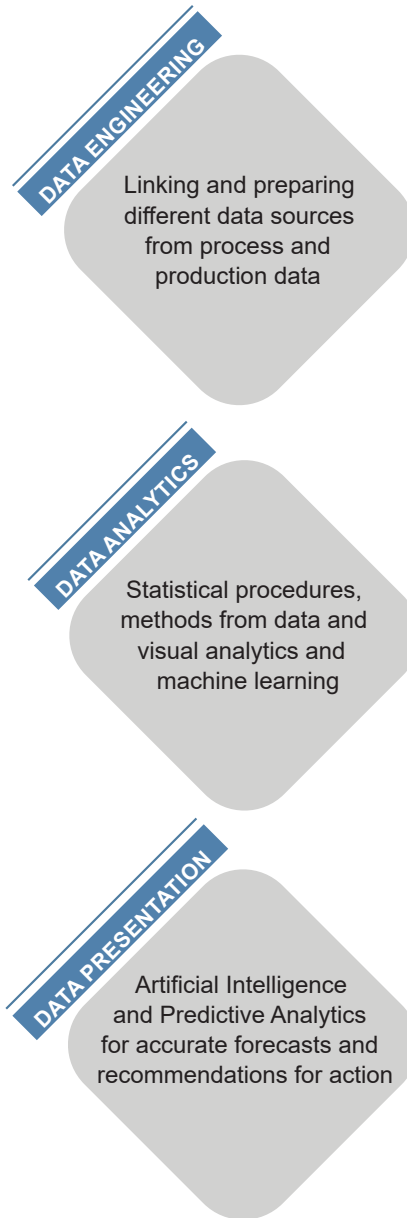 DATA ENGINEERING
Linking and preparing
different data sources
from process and
production data
DATA ANALYTICS
Statistical procedures,
methods from data and
visual analytics and
machine learning
DATA PRESENTATION
Artificial Intelligence
and Predictive Analytics
for accurate forecasts and
recommendations for action